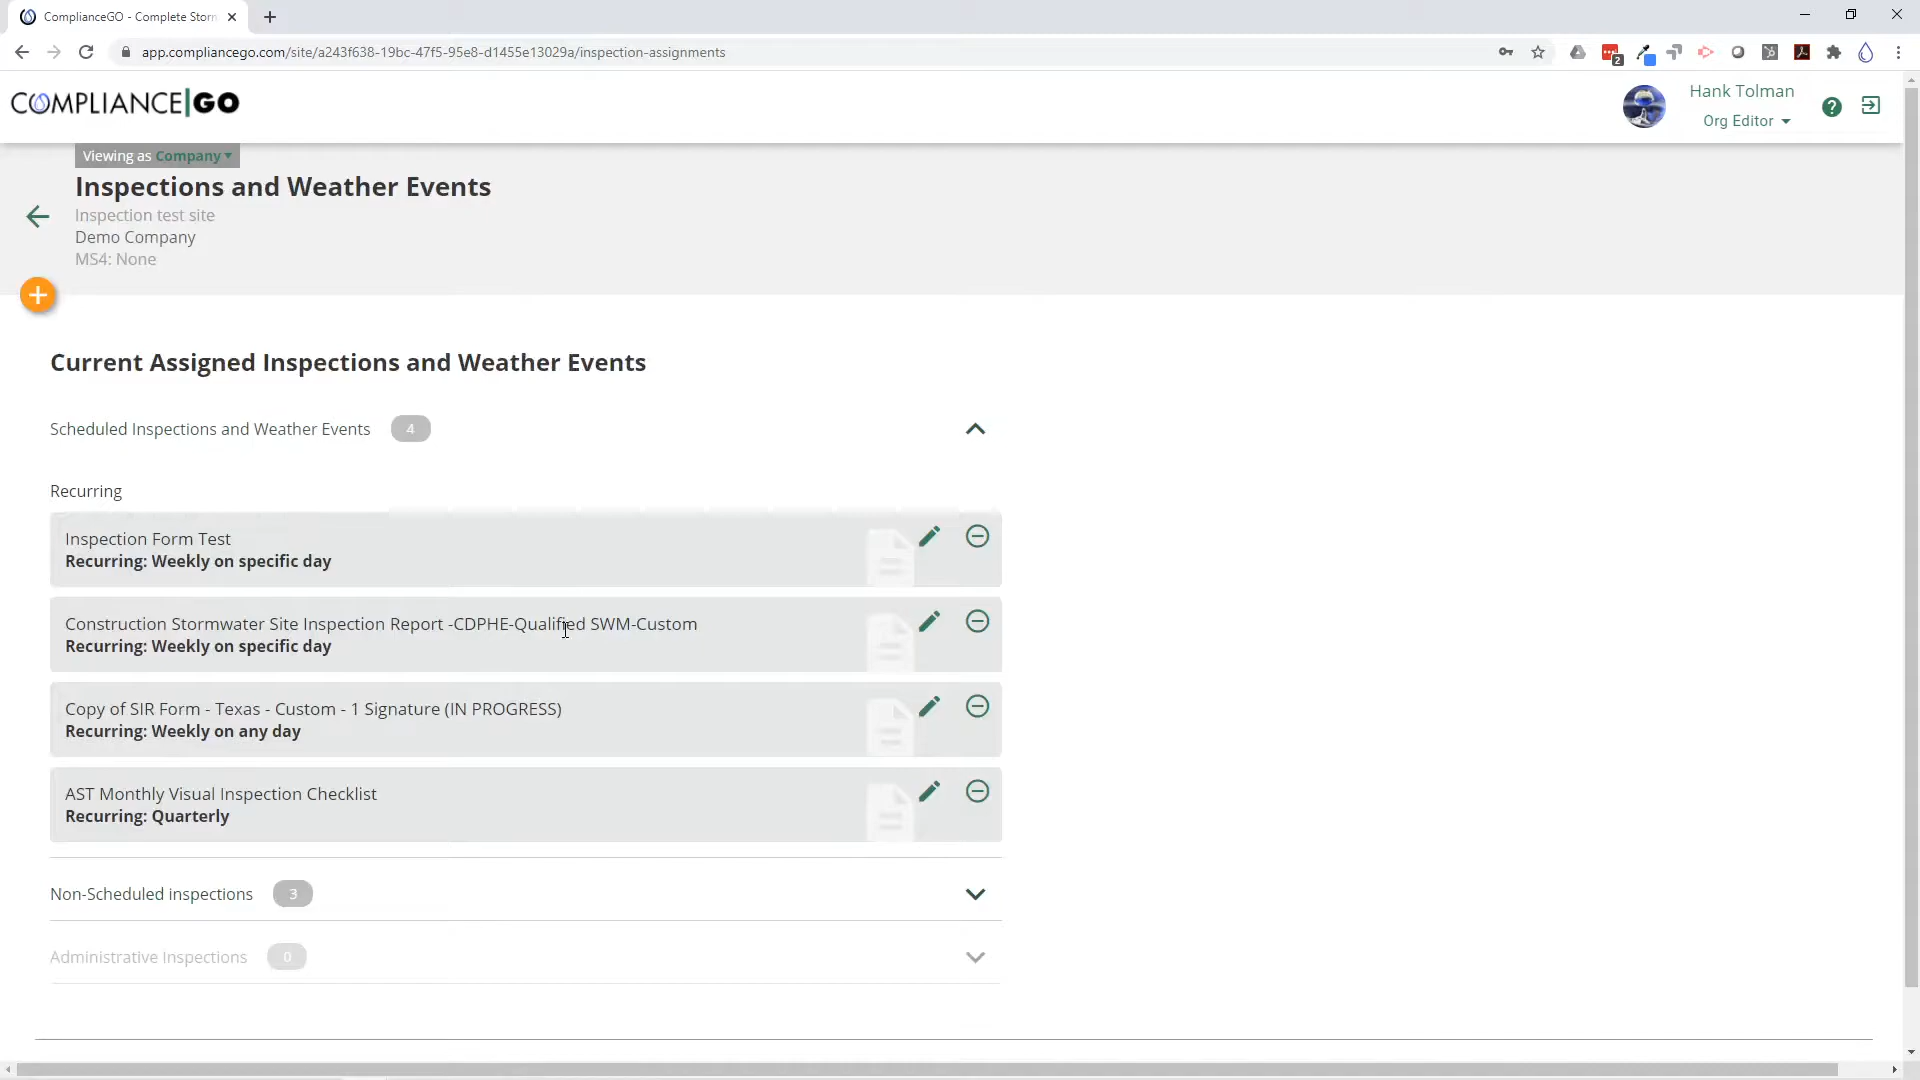 ComplianceGO - Complete Storm
app.compliancego.com/site/a243f638-19bc-47f5-95e8-d1455e13029a/inspection-assignments
2
COMPLIANCE|GO
Hank Tolman
Org Editor
?
Viewing as Company
Inspections and Weather Events
Inspection test site
Demo Company
MS4: None
Current Assigned Inspections and Weather Events
Scheduled Inspections and Weather Events 4
Recurring
Inspection Form Test
Recurring: Weekly on specific day
Construction Stormwater Site Inspection Report -CDPHE-Qualified SWM-Custom
Recurring: Weekly on specific day
Copy of SIR Form - Texas - Custom - 1 Signature (IN PROGRESS)
Recurring: Weekly on any day
AST Monthly Visual Inspection Checklist
Recurring: Quarterly
Non-Scheduled inspections 3
Administrative Inspections 0